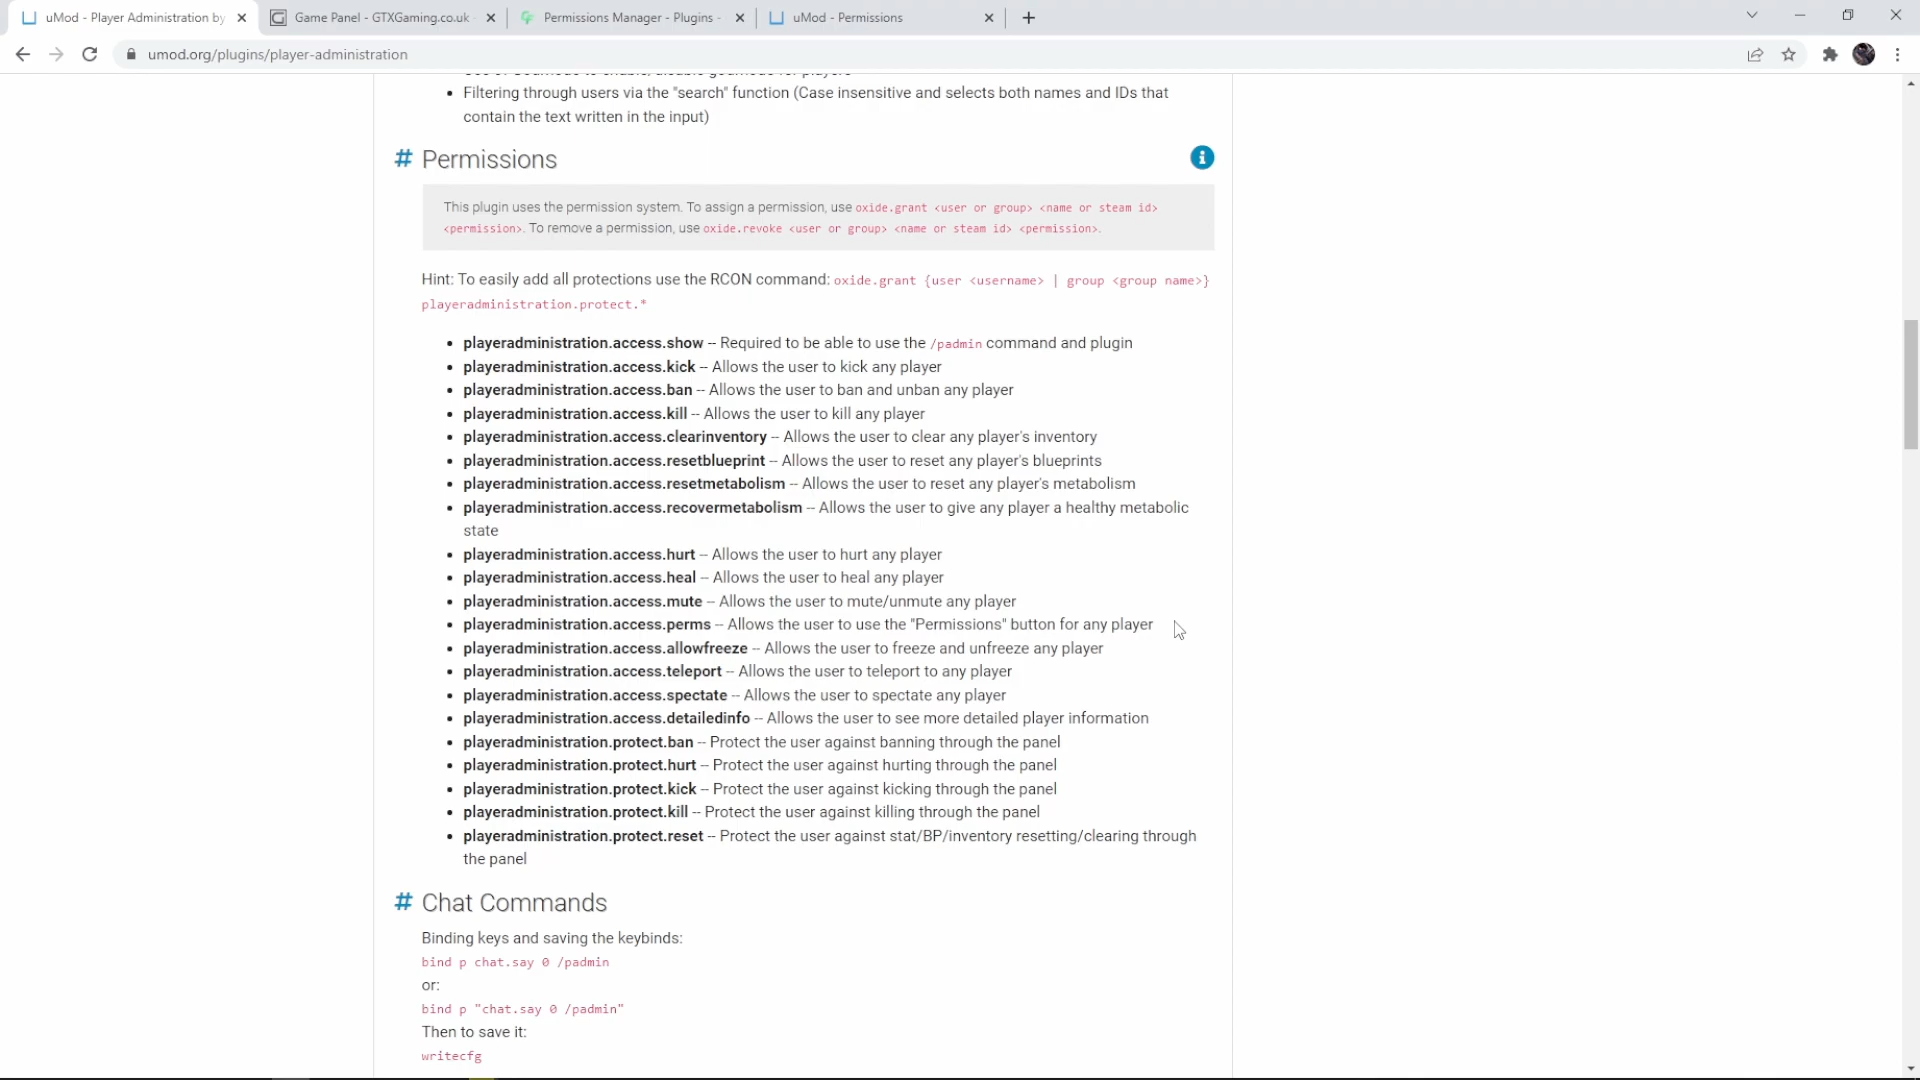 uMod - Player Administration by
Game Panel - GTXGaming.co.uk
Permissions Manager - Plugins -
uMod - Permissions
umod.org/plugins/player-administration
Filtering through users via the "search" function (Case insensitive and selects both names and IDs that
contain the text written in the input)
# Permissions
This plugin uses the permission system. To assign a permission, use oxide.grant <user or group> <name or steam id>
<permission>. To remove a permission, use oxide.revoke <user or group> <name or steam id> <permission>.
Hint: To easily add all protections use the RCON command: oxide.grant {user <username> | group <group name>}
playeradministration.protect.*
playeradministration.access.show -- Required to be able to use the /padmin command and plugin
playeradministration.access.kick -- Allows the user to kick any player
playeradministration.access.ban -- Allows the user to ban and unban any player
playeradministration.access.kill -- Allows the user to kill any player
playeradministration.access.clearinventory -- Allows the user to clear any player's inventory
playeradministration.access.resetblueprint -- Allows the user to reset any player's blueprints
playeradministration.access.resetmetabolism -- Allows the user to reset any player's metabolism
playeradministration.access.recovermetabolism -- Allows the user to give any player a healthy metabolic
state
playeradministration.access.hurt -- Allows the user to hurt any player
playeradministration.access.heal -- Allows the user to heal any player
playeradministration.access.mute -- Allows the user to mute/unmute any player
playeradministration.access.perms -- Allows the user to use the "Permissions" button for any player
playeradministration.access.allowfreeze -- Allows the user to freeze and unfreeze any player
playeradministration.access.teleport -- Allows the user to teleport to any player
playeradministration.access.spectate -- Allows the user to spectate any player
playeradministration.access.detailedinfo -- Allows the user to see more detailed player information
playeradministration.protect.ban -- Protect the user against banning through the panel
playeradministration.protect.hurt -- Protect the user against hurting through the panel
playeradministration.protect.kick -- Protect the user against kicking through the panel
playeradministration.protect.kill -- Protect the user against killing through the panel
playeradministration.protect.reset -- Protect the user against stat/BP/inventory resetting/clearing through
the panel
# Chat Commands
Binding keys and saving the keybinds:
bind p chat.say 0 /padmin
or:
bind p "chat.say 0 /padmin"
Then to save it:
writecfg